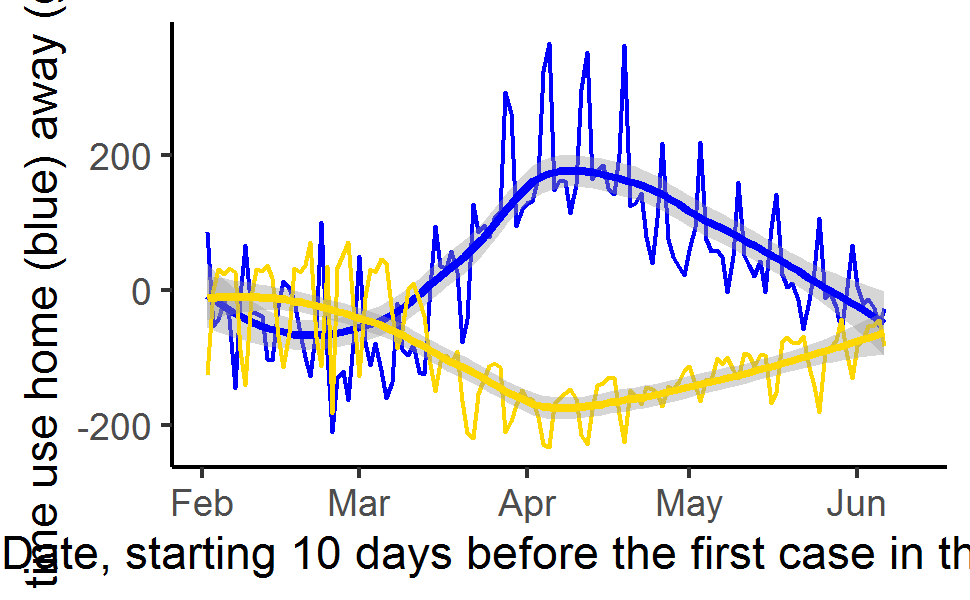 time use home (blue) away (
200
0
-200
Feb Mar Apr May Jun
Date, starting 10 days before the first case in th